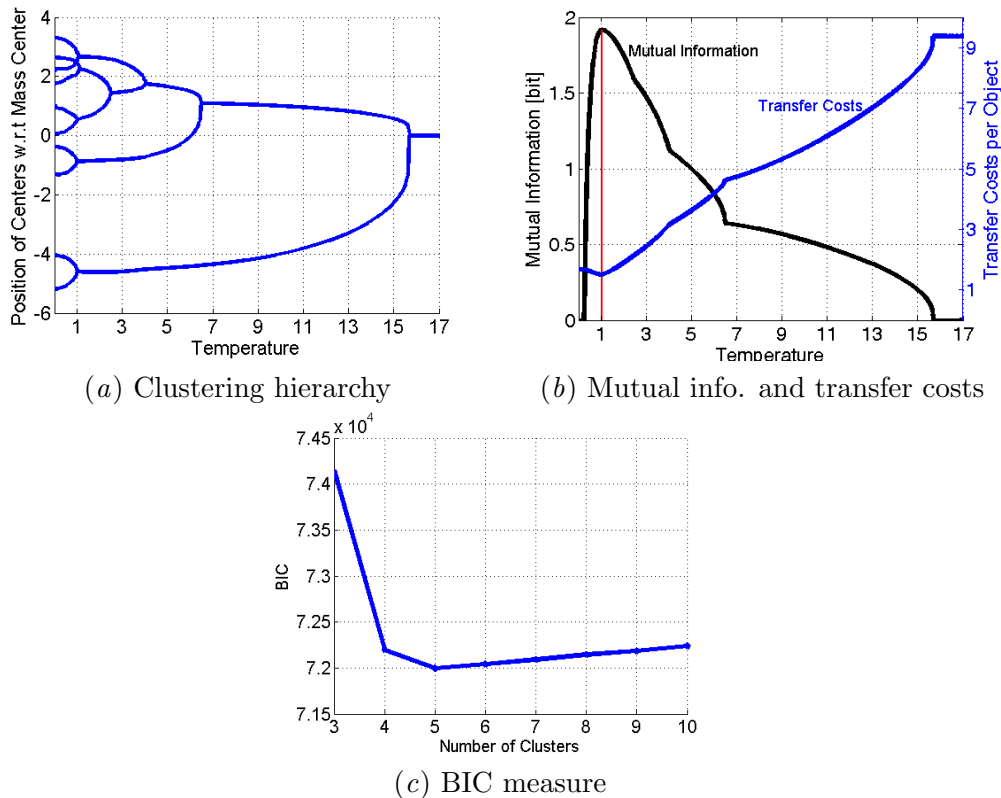 Position of Centers w.r.t Mass Center
4
2
0
-2
-4
-6
1 3 5 7 9 11 13 15 17
Temperature
(a) Clustering hierarchy
Mutual Information [bit]
2
1.5
1
0.5
0
Mutual Information
Transfer Costs
9
7
5
3
1
Transfer Costs per Object
1 3 5 7 9 11 13 15 17
Temperature
(b) Mutual info. and transfer costs
x 10^4
BIC
7.45
7.4
7.35
7.3
7.25
7.2
7.15
3 4 5 6 7 8 9 10
Number of Clusters
(c) BIC measure